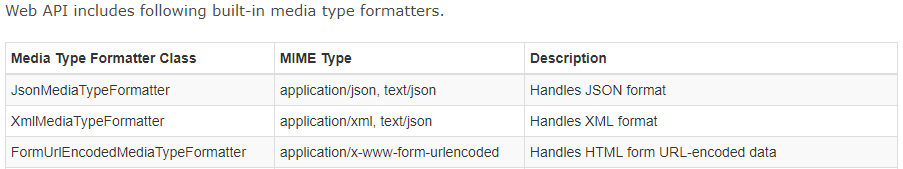 Web API includes following built-in media type formatters.
Media Type Formatter Class MIME Type Description
JsonMediaTypeFormatter application/json, text/json Handles JSON format
XmlMediaTypeFormatter application/xml, text/json Handles XML format
FormUrlEncodedMediaTypeFormatter application/x-www-form-urlencoded Handles HTML form URL-encoded data